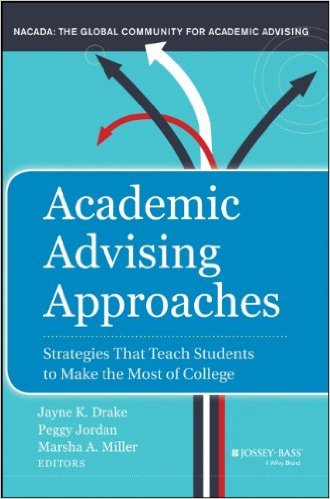 NACADA: THE GLOBAL COMMUNITY FOR ACADEMIC ADVISING
Academic
Advising
Approaches
Strategies That Teach Students
to Make the Most of College
Jayne K. Drake
Peggy Jordan
Marsha A. Miller
EDITORS
JOSSEY-BASS™
A Wiley Brand